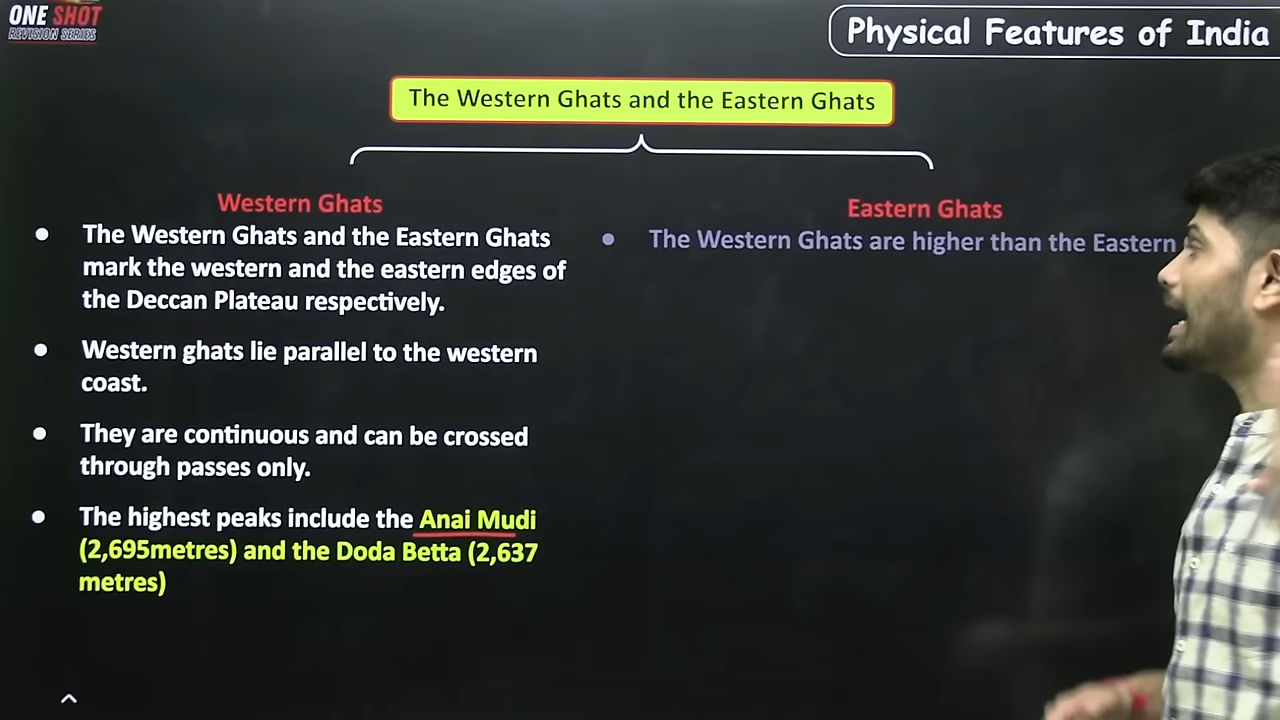 ONE SHOT
REVISION SERIES
Physical Features of India
The Western Ghats and the Eastern Ghats
Western Ghats
• The Western Ghats and the Eastern Ghats
mark the western and the eastern edges of
the Deccan Plateau respectively.
• Western ghats lie parallel to the western
coast.
• They are continuous and can be crossed
through passes only.
• The highest peaks include the Anai Mudi
(2,695metres) and the Doda Betta (2,637
metres)
Eastern Ghats
• The Western Ghats are higher than the Eastern